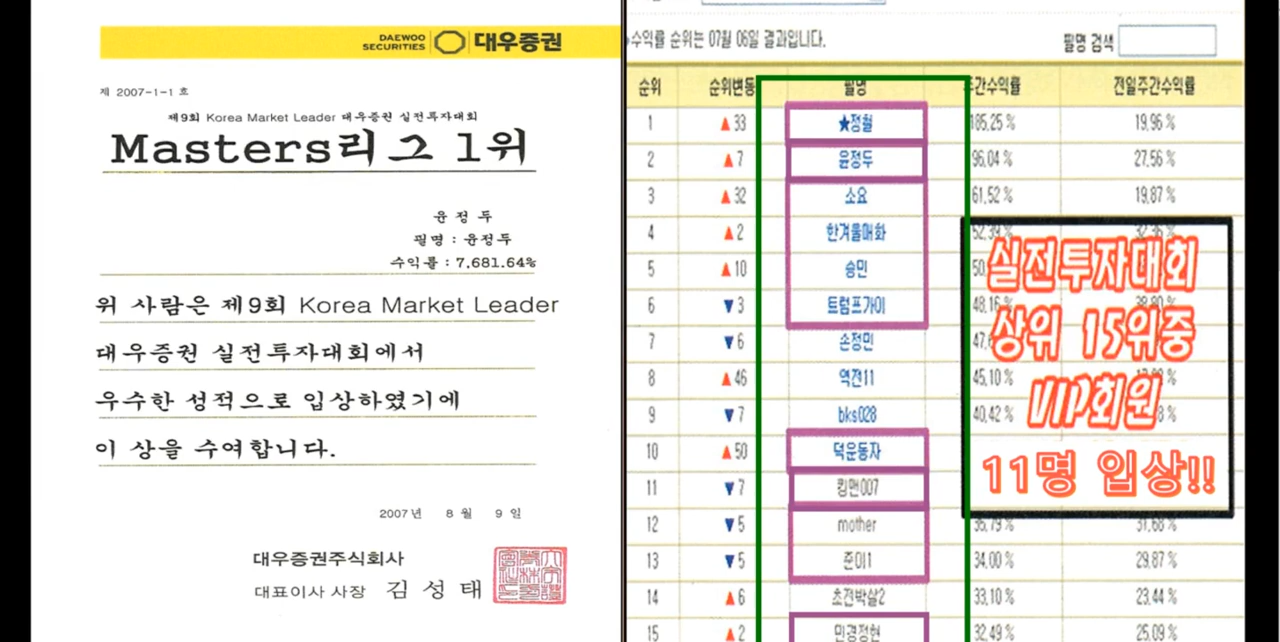 DAEWOO
SECURITIES
대우증권
제 2007-1-1 호
제9회 Korea Market Leader 대우증권 실전투자대회
Masters리그 1위
윤 정 두
필명 : 윤정두
수익률 : 7,681.64%
위 사람은 제9회 Korea Market Leader
대우증권 실전투자대회에서
우수한 성적으로 입상하였기에
이 상을 수여합니다.
2007년 8월 9일
대우증권주식회사
대표이사 사장 김 성 태
수익률 순위는 07월 06일 결과입니다.
필명 검색
순위 순위변동 필명 주간수익률 전일주간수익률
1 ▲33 ★정철 185,25 % 19,96 %
2 ▲7 윤정두 96,04 % 27,56 %
3 ▲32 소요 61,52 % 19,87 %
4 ▲2 한겨울매화 52,39 % 32,36 %
5 ▲10 승민 50,
6 ▼3 트럼프가이 48,16 %
7 ▼6 손정민 47,
8 ▲46 역전11 45,10 %
9 ▼7 bks028 40,42 %
10 ▲50 덕운동자
11 ▼7 킹맨007
12 ▼5 mother 35,79 % 31,68 %
13 ▼5 준이1 34,00 % 29,87 %
14 ▲6 초전박살2 33,10 % 23,44 %
15 ▲2 민경정현 32,49 % 25,09 %
실전투자대회
상위 15위중
VIP회원
11명 입상!!